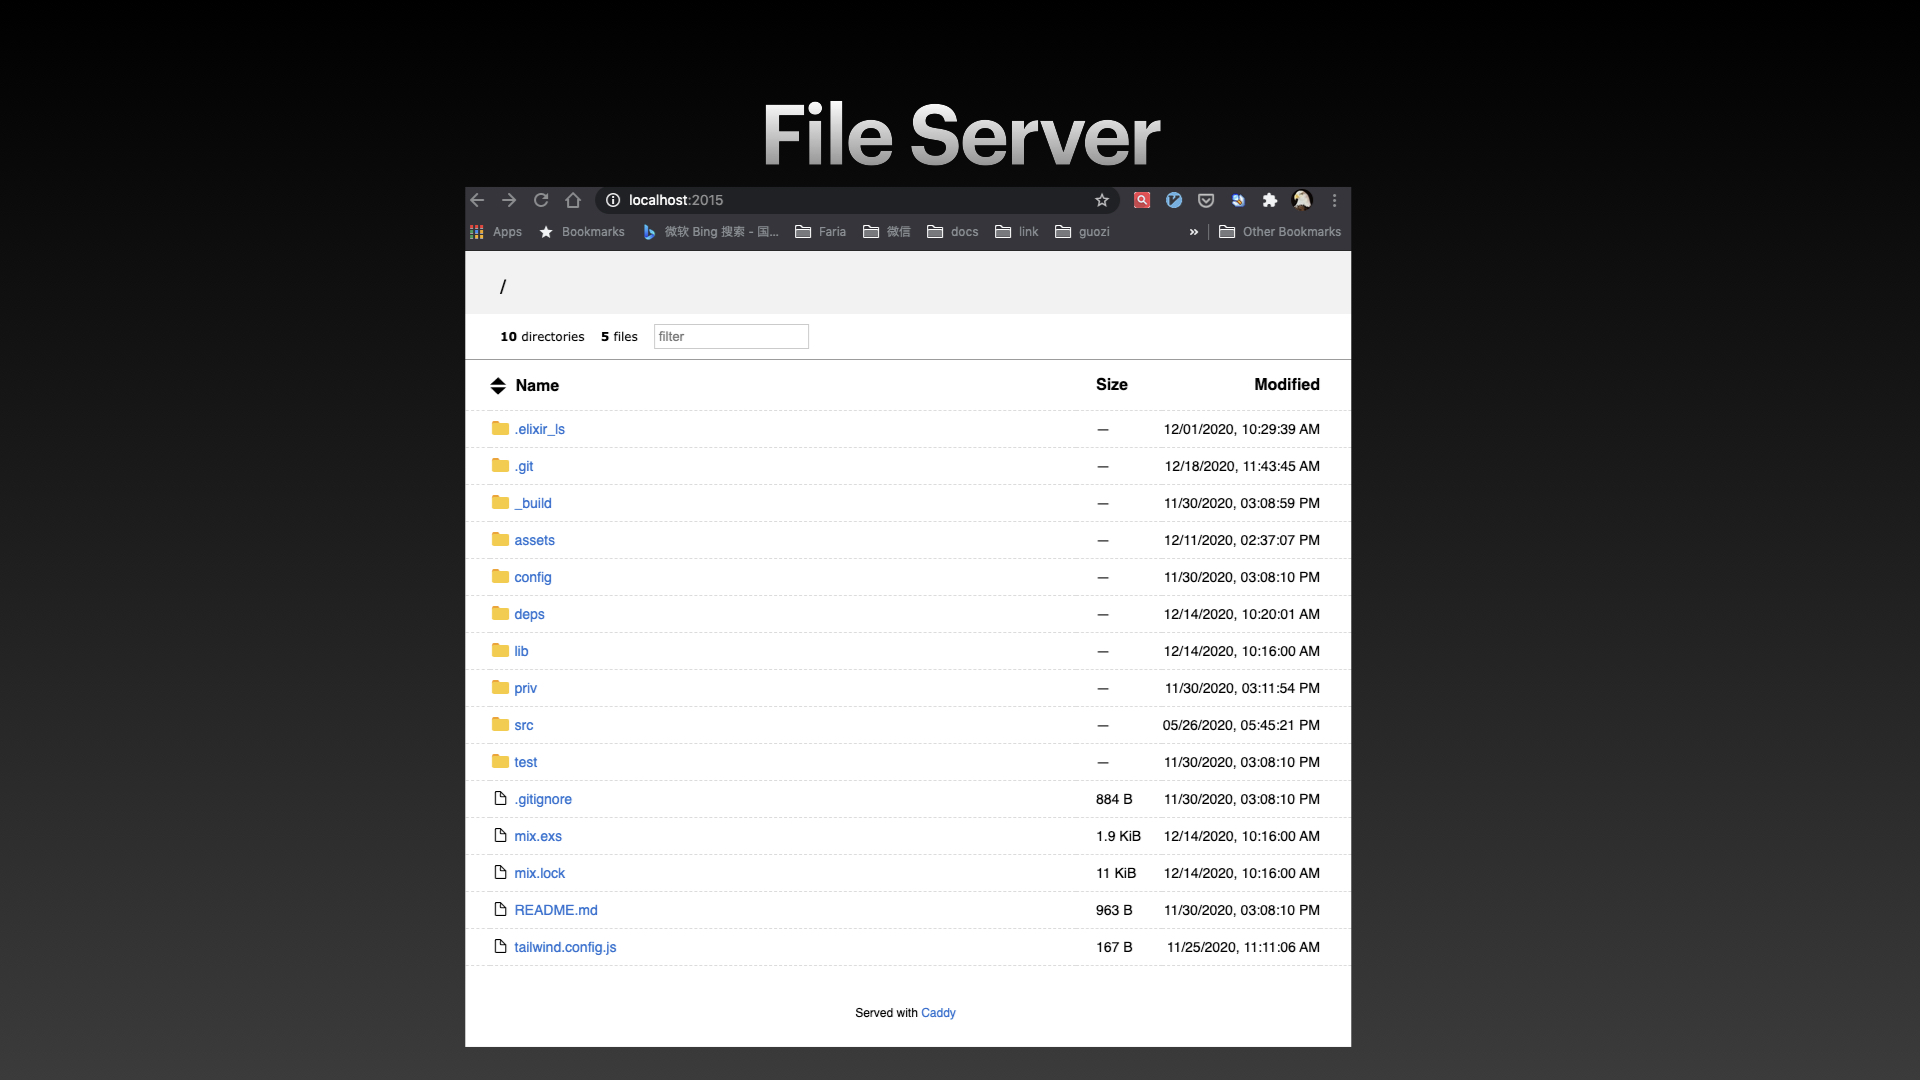 File Server
localhost:2015
Apps Bookmarks 微软 Bing 搜索 - 国... Faria 微信 docs link guozi » Other Bookmarks
/
10 directories 5 files filter
Name Size Modified
.elixir_ls — 12/01/2020, 10:29:39 AM
.git — 12/18/2020, 11:43:45 AM
_build — 11/30/2020, 03:08:59 PM
assets — 12/11/2020, 02:37:07 PM
config — 11/30/2020, 03:08:10 PM
deps — 12/14/2020, 10:20:01 AM
lib — 12/14/2020, 10:16:00 AM
priv — 11/30/2020, 03:11:54 PM
src — 05/26/2020, 05:45:21 PM
test — 11/30/2020, 03:08:10 PM
.gitignore 884 B 11/30/2020, 03:08:10 PM
mix.exs 1.9 KiB 12/14/2020, 10:16:00 AM
mix.lock 11 KiB 12/14/2020, 10:16:00 AM
README.md 963 B 11/30/2020, 03:08:10 PM
tailwind.config.js 167 B 11/25/2020, 11:11:06 AM
Served with Caddy